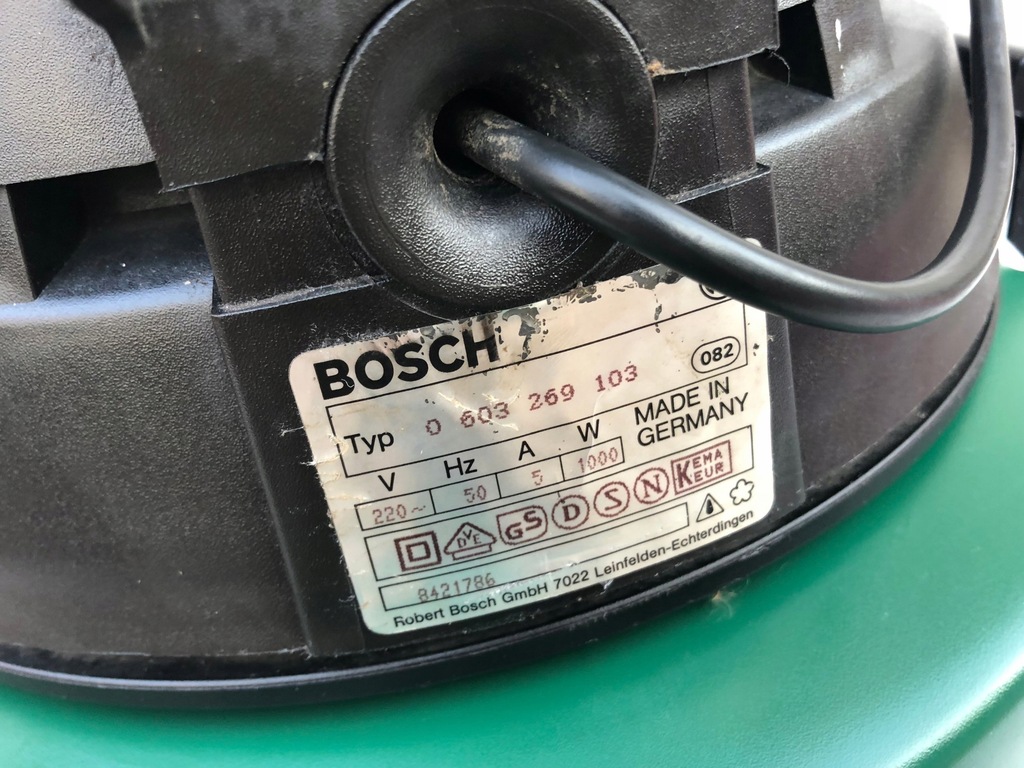 BOSCH
082
Typ 0 603 269 103
V Hz A W
220~ 50 5 1000
MADE IN
GERMANY
DVE GS D S N KEMA
KEUR
8421786
Robert Bosch GmbH 7022 Leinfelden-Echterdingen